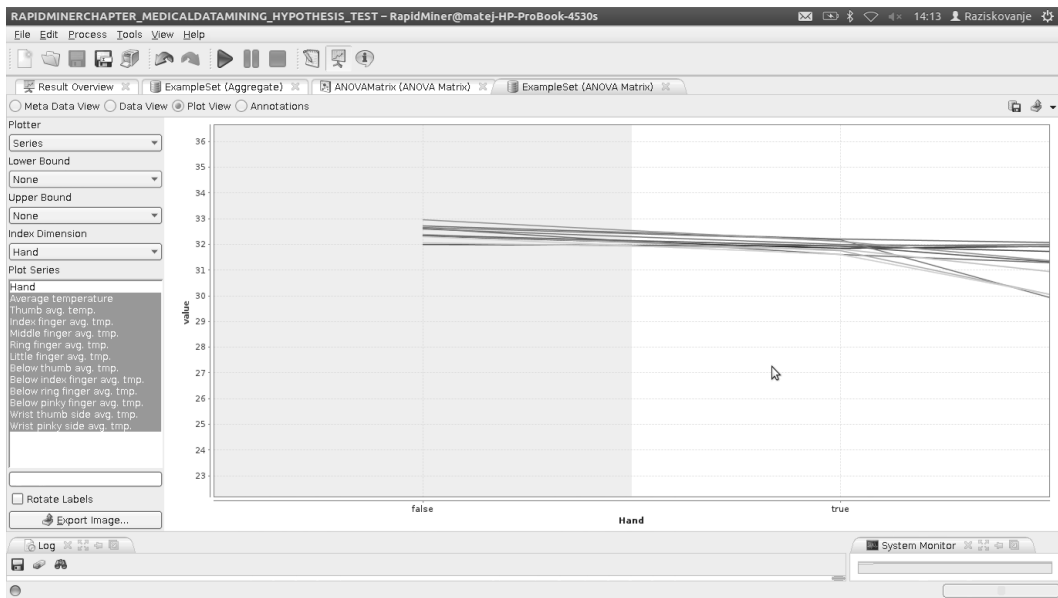 RAPIDMINERCHAPTER_MEDICALDATAMINING_HYPOTHESIS_TEST – RapidMiner@matej-HP-ProBook-4530s 14:13 Raziskovanje
File Edit Process Tools View Help
Result Overview ExampleSet (Aggregate) ANOVAMatrix (ANOVA Matrix) ExampleSet (ANOVA Matrix)
Meta Data View Data View Plot View Annotations
Plotter
Series
Lower Bound
None
Upper Bound
None
Index Dimension
Hand
Plot Series
Hand
Average temperature
Thumb avg. temp.
Index finger avg. tmp.
Middle finger avg. tmp.
Ring finger avg. tmp.
Little finger avg. tmp.
Below thumb avg. tmp.
Below index finger avg. tmp.
Below ring finger avg. tmp.
Below pinky finger avg. tmp.
Wrist thumb side avg. tmp.
Wrist pinky side avg. tmp.
Rotate Labels
Export Image...
36
35
34
33
32
31
30
29
28
27
26
25
24
23
value
false true
Hand
Log System Monitor